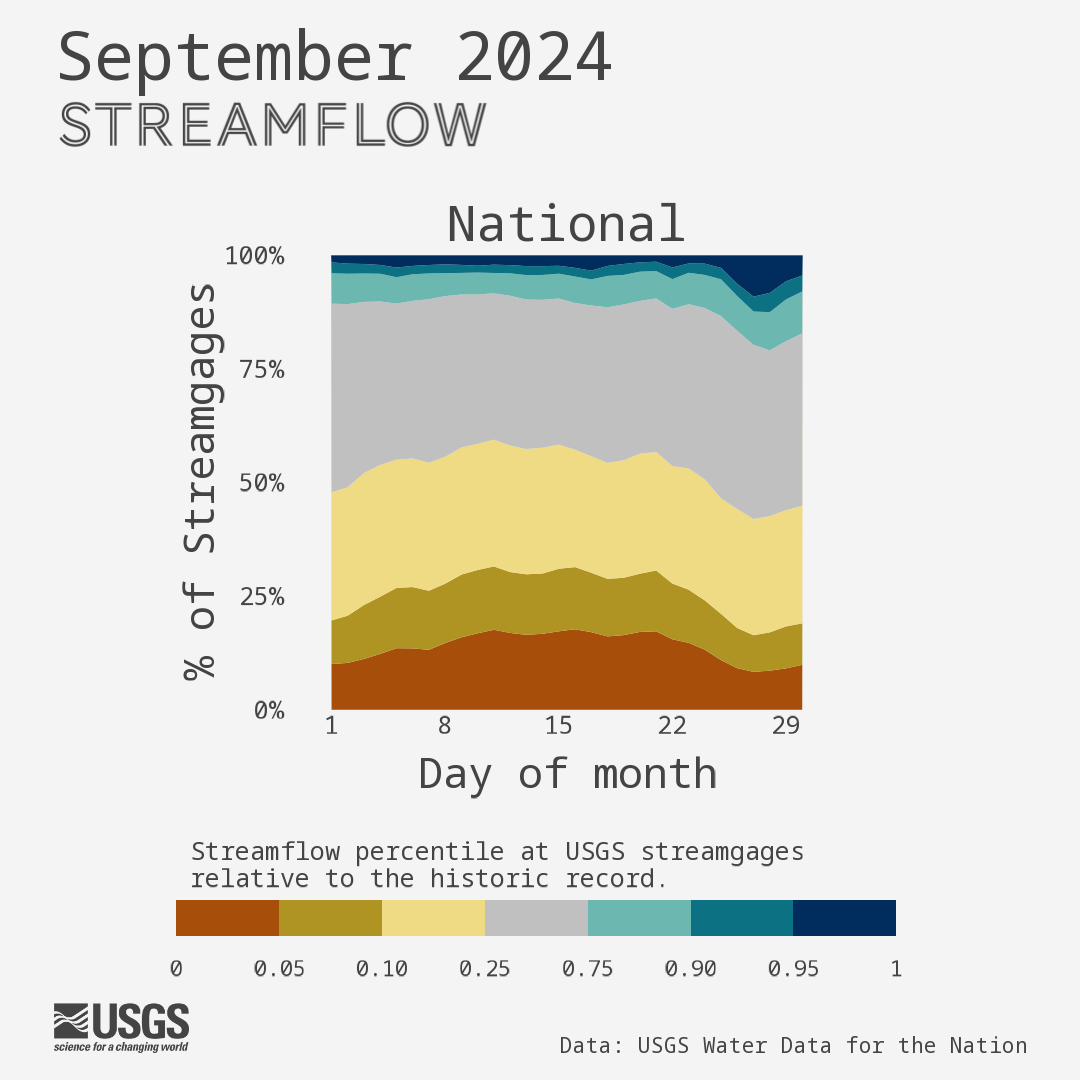 September 2024
STREAMFLOW
National
100%
75%
50%
25%
0%
% of Streamgages
1 8 15 22 29
Day of month
Streamflow percentile at USGS streamgages
relative to the historic record.
0 0.05 0.10 0.25 0.75 0.90 0.95 1
USGS
science for a changing world
Data: USGS Water Data for the Nation